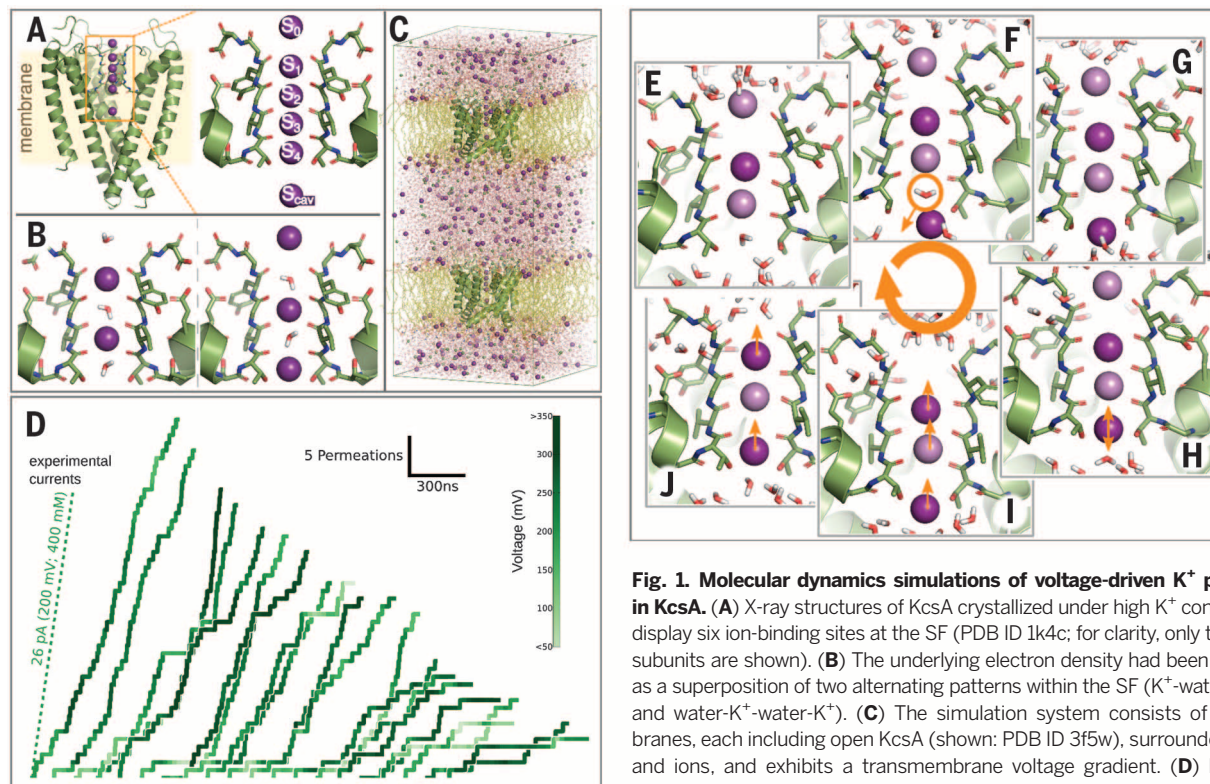 A
membrane
S0
S1
S2
S3
S4
Scav
B
C
D
experimental
currents
26 pA (200 mV; 400 mM)
5 Permeations
300ns
>350
300
250
200
150
100
<50
Voltage (mV)
E
F
G
H
I
J
Fig. 1. Molecular dynamics simulations of voltage-driven K+ p
in KcsA. (A) X-ray structures of KcsA crystallized under high K+ con
display six ion-binding sites at the SF (PDB ID 1k4c; for clarity, only t
subunits are shown). (B) The underlying electron density had been
as a superposition of two alternating patterns within the SF (K+-wat
and water-K+-water-K+). (C) The simulation system consists of
branes, each including open KcsA (shown: PDB ID 3f5w), surrounde
and ions, and exhibits a transmembrane voltage gradient. (D)